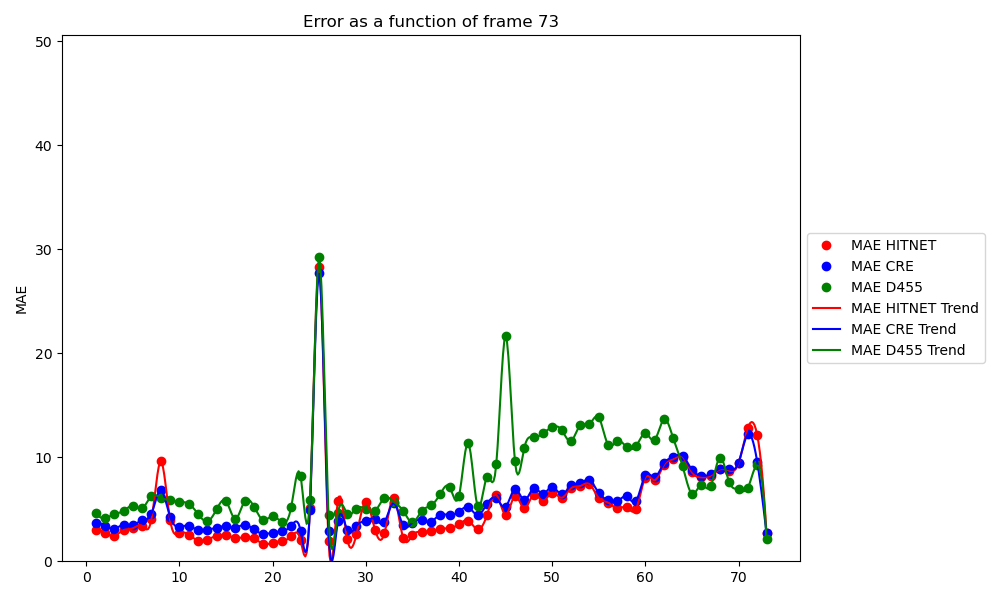 Error as a function of frame 73
MAE
50
40
30
20
10
0
0 10 20 30 40 50 60 70
MAE HITNET
MAE CRE
MAE D455
MAE HITNET Trend
MAE CRE Trend
MAE D455 Trend